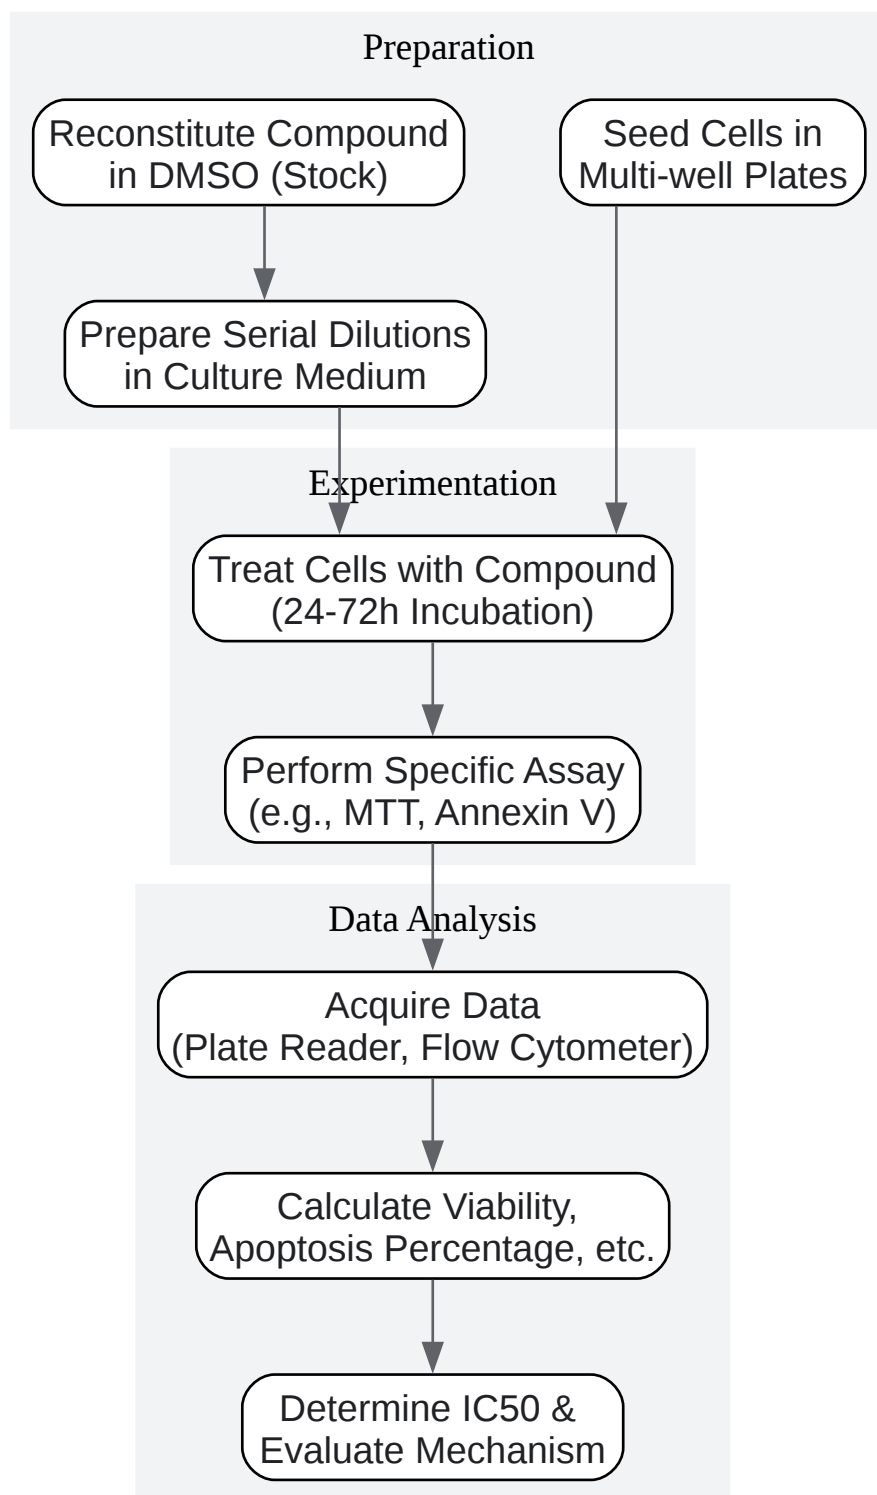 Preparation
Reconstitute Compound
in DMSO (Stock)
Seed Cells in
Multi-well Plates
Prepare Serial Dilutions
in Culture Medium
Experimentation
Treat Cells with Compound
(24-72h Incubation)
Perform Specific Assay
(e.g., MTT, Annexin V)
Data Analysis
Acquire Data
(Plate Reader, Flow Cytometer)
Calculate Viability,
Apoptosis Percentage, etc.
Determine IC50 &
Evaluate Mechanism